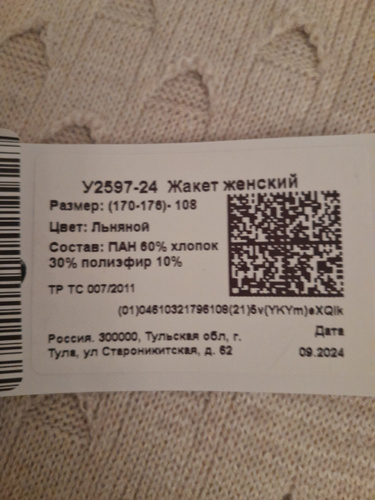 У2597-24 Жакет женский
Размер: (170-176)- 108
Цвет: Льняной
Состав: ПАН 60% хлопок
30% полиэфир 10%
ТР ТС 007/2011
(01)04610321796108(21)5v(YKYm)eXQIk
Россия. 300000, Тульская обл, г.
Тула, ул Староникитская, д. 62
Дата
09.2024